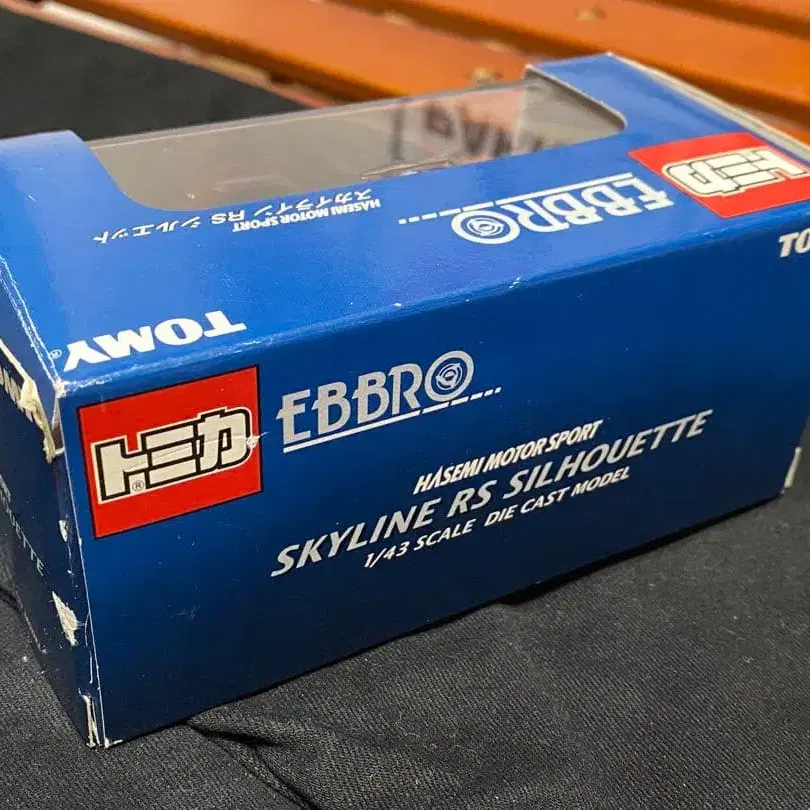 トミカ
EBBRO
HASEMI MOTOR SPORT
スカイライン RS シルエット
TOMY®
TO
トミカ®
EBBRO
HASEMI MOTOR SPORT
SKYLINE RS SILHOUETTE
1/43 SCALE DIE CAST MODEL